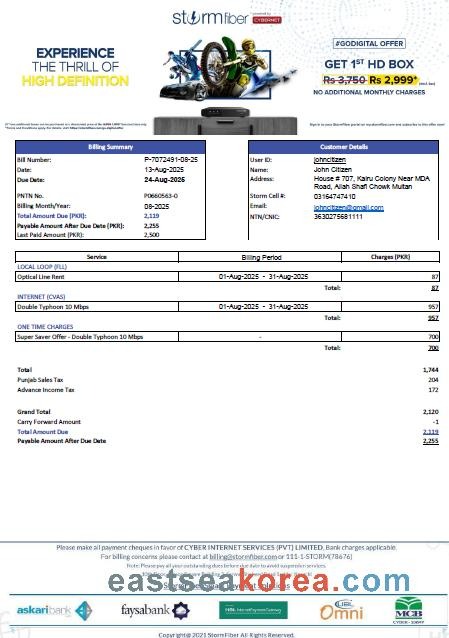 stormfiber powered by CYBERNET
EXPERIENCE
THE THRILL OF
HIGH DEFINITION
#GODIGITAL OFFER
GET 1ST HD BOX
Rs 3,750 Rs 2,999*
NO ADDITIONAL MONTHLY CHARGES
Billing Summary
Bill Number: P-7072491-08-25
Date: 13-Aug-2025
Due Date: 24-Aug-2025
PNTN No. P0660563-0
Billing Month/Year: 08-2025
Total Amount Due (PKR): 2,119
Payable Amount After Due Date (PKR): 2,255
Last Paid Amount (PKR): 2,500
Customer Details
User ID: johncitizen
Name: John Citizen
Address: House # 707, Kairu Colony Near MDA
Road, Allah Shafi Chowk Multan
Storm Cell #: 03164747410
Email: johncitizen@gmail.com
NTN/CNIC: 3630275681111
Service Billing Period Charges (PKR)
LOCAL LOOP (FLL)
Optical Line Rent 01-Aug-2025 - 31-Aug-2025 87
Total: 87
INTERNET (CVAS)
Double Typhoon 10 Mbps 01-Aug-2025 - 31-Aug-2025 957
Total: 957
ONE TIME CHARGES
Super Saver Offer - Double Typhoon 10 Mbps - 700
Total: 700
Total 1,744
Punjab Sales Tax 204
Advance Income Tax 172
Grand Total 2,120
Carry Forward Amount -1
Total Amount Due 2,119
Payable Amount After Due Date 2,255
Please make all payment cheques in favor of CYBER INTERNET SERVICES (PVT) LIMITED, Bank charges applicable.
For billing concerns please contact at billing@stormfiber.com or 111-1-STORM(78676)
Note: Please pay all your outstanding dues before due date to avoid suspension services.
eastseakorea.com
askaribank
faysabank
HBL InternetPaymentGateway
UBL Omni
MCB
Copyright@ 2021 StormFiber All Rights Reserved.